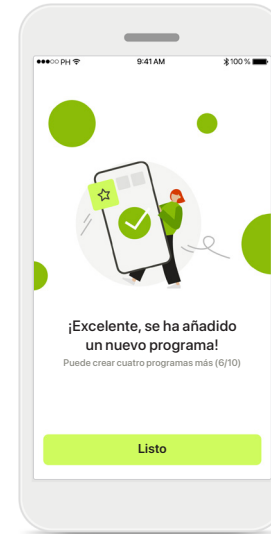 PH 9:41 AM 100 %
¡Excelente, se ha añadido
un nuevo programa!
Puede crear cuatro programas más (6/10)
Listo